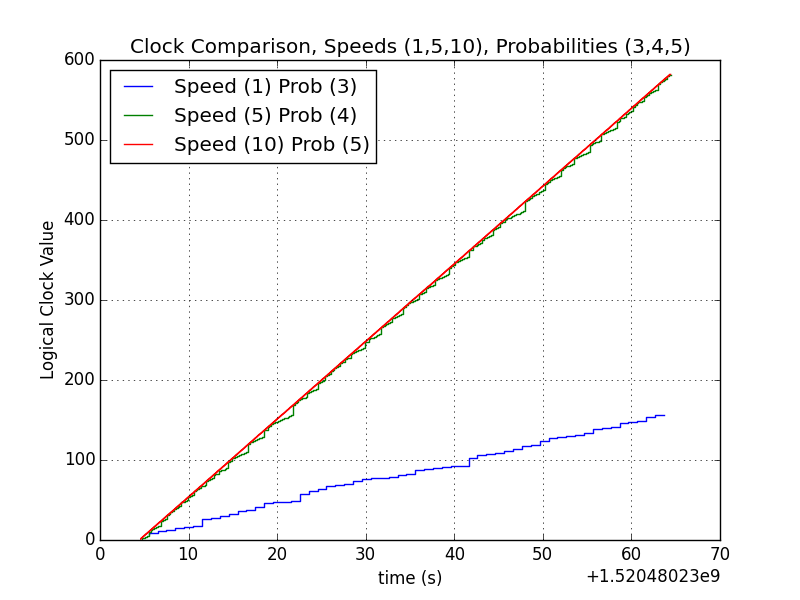 Clock Comparison, Speeds (1,5,10), Probabilities (3,4,5)
600
500
400
300
200
100
0
Logical Clock Value
Speed (1) Prob (3)
Speed (5) Prob (4)
Speed (10) Prob (5)
0 10 20 30 40 50 60 70
time (s)
+1.52048023e9